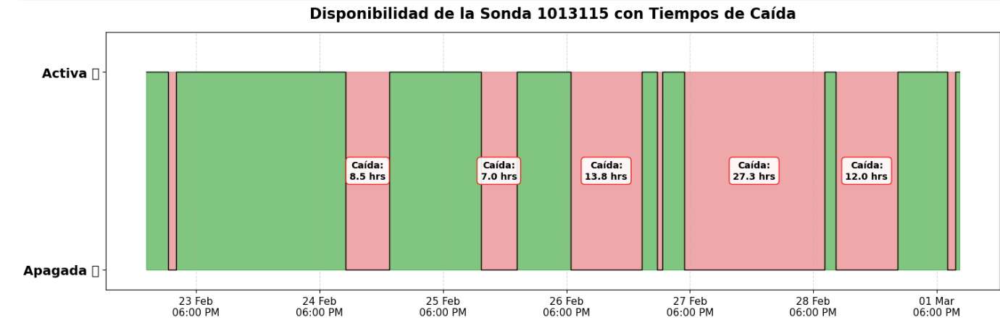 Disponibilidad de la Sonda 1013115 con Tiempos de Caída
Activa
Caída:
8.5 hrs
Caída:
7.0 hrs
Caída:
13.8 hrs
Caída:
27.3 hrs
Caída:
12.0 hrs
Apagada
23 Feb
06:00 PM
24 Feb
06:00 PM
25 Feb
06:00 PM
26 Feb
06:00 PM
27 Feb
06:00 PM
28 Feb
06:00 PM
01 Mar
06:00 PM